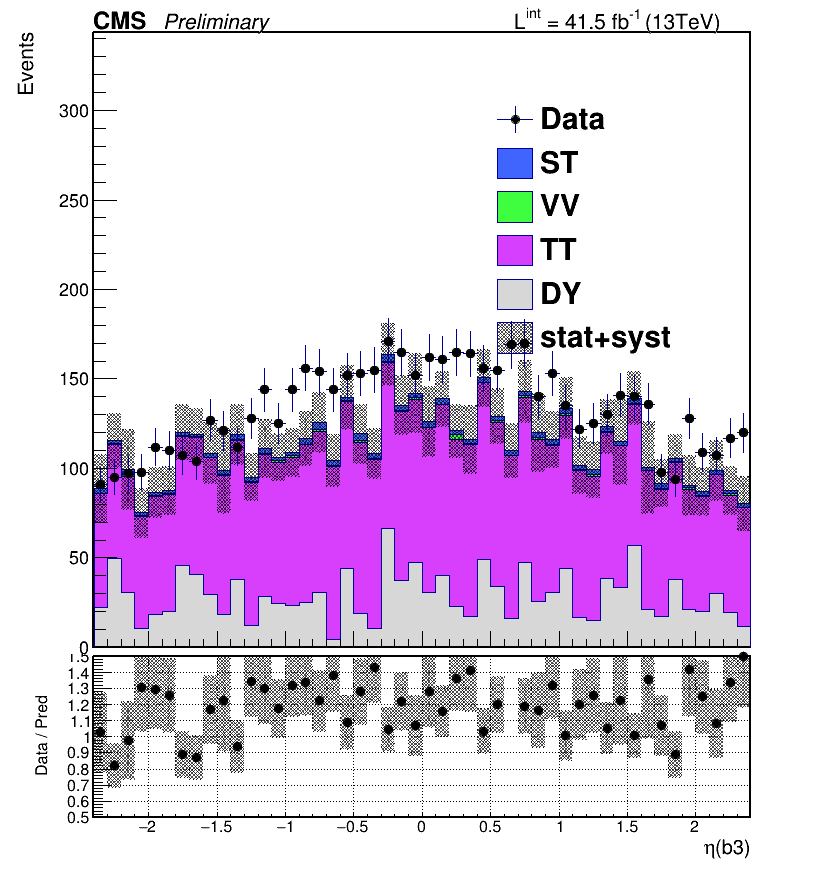 CMS Preliminary L^int = 41.5 fb^-1 (13TeV)
Events
300
250
200
150
100
50
0
Data
ST
VV
TT
DY
stat+syst
Data / Pred
1.5
1.4
1.3
1.2
1.1
1
0.9
0.8
0.7
0.6
0.5
−2 −1.5 −1 −0.5 0 0.5 1 1.5 2
η(b3)